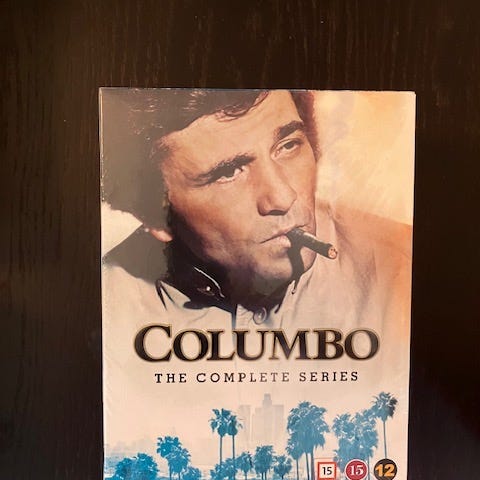 COLUMBO
THE COMPLETE SERIES
15 15 12